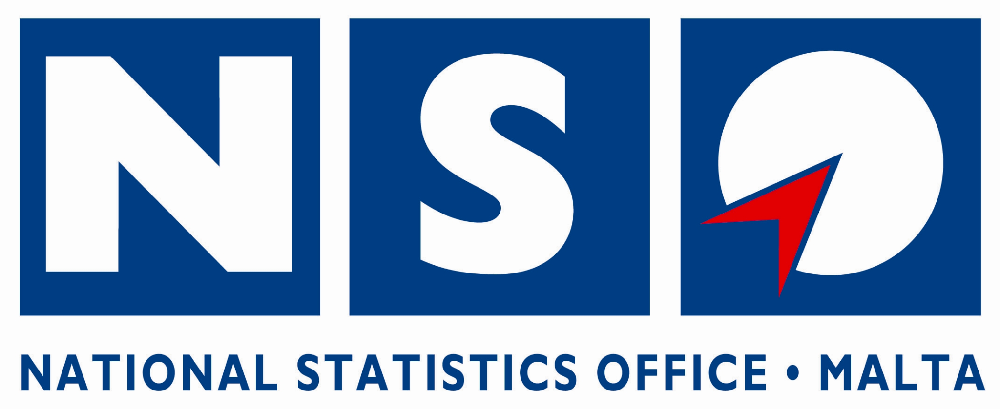 NSO
NATIONAL STATISTICS OFFICE • MALTA